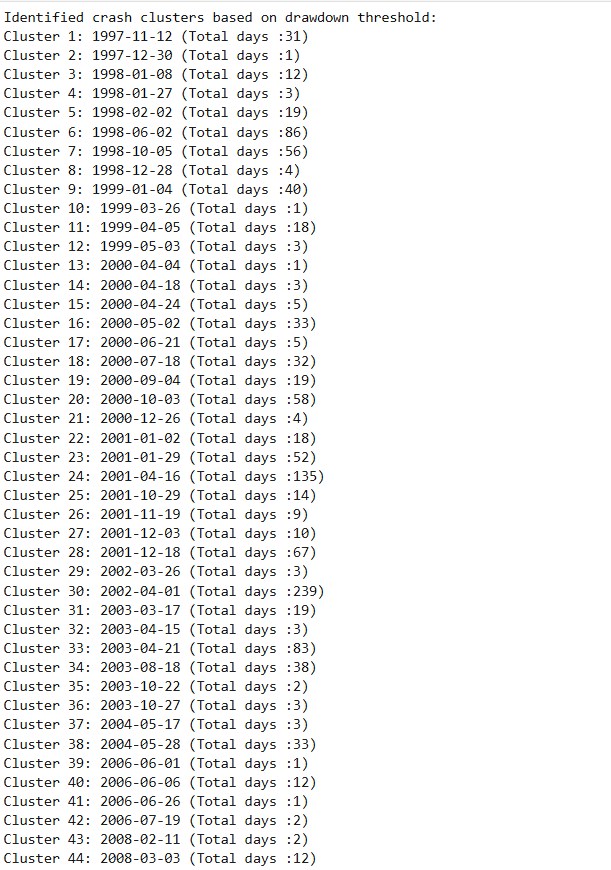 Identified crash clusters based on drawdown threshold:
Cluster 1: 1997-11-12 (Total days :31)
Cluster 2: 1997-12-30 (Total days :1)
Cluster 3: 1998-01-08 (Total days :12)
Cluster 4: 1998-01-27 (Total days :3)
Cluster 5: 1998-02-02 (Total days :19)
Cluster 6: 1998-06-02 (Total days :86)
Cluster 7: 1998-10-05 (Total days :56)
Cluster 8: 1998-12-28 (Total days :4)
Cluster 9: 1999-01-04 (Total days :40)
Cluster 10: 1999-03-26 (Total days :1)
Cluster 11: 1999-04-05 (Total days :18)
Cluster 12: 1999-05-03 (Total days :3)
Cluster 13: 2000-04-04 (Total days :1)
Cluster 14: 2000-04-18 (Total days :3)
Cluster 15: 2000-04-24 (Total days :5)
Cluster 16: 2000-05-02 (Total days :33)
Cluster 17: 2000-06-21 (Total days :5)
Cluster 18: 2000-07-18 (Total days :32)
Cluster 19: 2000-09-04 (Total days :19)
Cluster 20: 2000-10-03 (Total days :58)
Cluster 21: 2000-12-26 (Total days :4)
Cluster 22: 2001-01-02 (Total days :18)
Cluster 23: 2001-01-29 (Total days :52)
Cluster 24: 2001-04-16 (Total days :135)
Cluster 25: 2001-10-29 (Total days :14)
Cluster 26: 2001-11-19 (Total days :9)
Cluster 27: 2001-12-03 (Total days :10)
Cluster 28: 2001-12-18 (Total days :67)
Cluster 29: 2002-03-26 (Total days :3)
Cluster 30: 2002-04-01 (Total days :239)
Cluster 31: 2003-03-17 (Total days :19)
Cluster 32: 2003-04-15 (Total days :3)
Cluster 33: 2003-04-21 (Total days :83)
Cluster 34: 2003-08-18 (Total days :38)
Cluster 35: 2003-10-22 (Total days :2)
Cluster 36: 2003-10-27 (Total days :3)
Cluster 37: 2004-05-17 (Total days :3)
Cluster 38: 2004-05-28 (Total days :33)
Cluster 39: 2006-06-01 (Total days :1)
Cluster 40: 2006-06-06 (Total days :12)
Cluster 41: 2006-06-26 (Total days :1)
Cluster 42: 2006-07-19 (Total days :2)
Cluster 43: 2008-02-11 (Total days :2)
Cluster 44: 2008-03-03 (Total days :12)